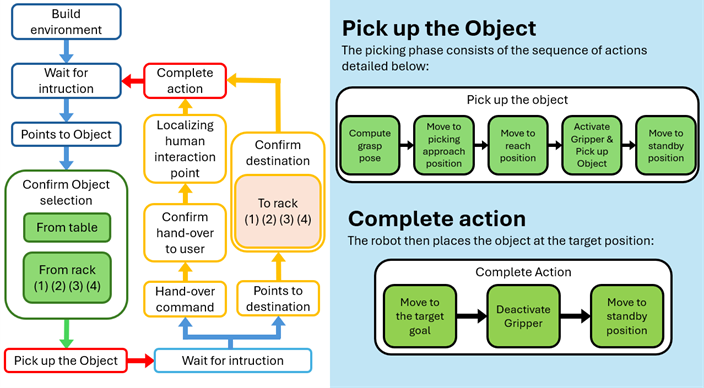 Build
environment
Wait for
intruction
Points to Object
Confirm Object
selection
From table
From rack
(1) (2) (3) (4)
Pick up the Object
Complete
action
Localizing
human
interaction
point
Confirm
hand-over
to user
Hand-over
command
Confirm
destination
To rack
(1) (2) (3) (4)
Points to
destination
Wait for intruction
Pick up the Object
The picking phase consists of the sequence of actions
detailed below:
Pick up the object
Compute
grasp
pose
Move to
picking
approach
position
Move to
reach
position
Activate
Gripper &
Pick up
Object
Move to
standby
position
Complete action
The robot then places the object at the target position:
Complete Action
Move to
the target
goal
Deactivate
Gripper
Move to
standby
position